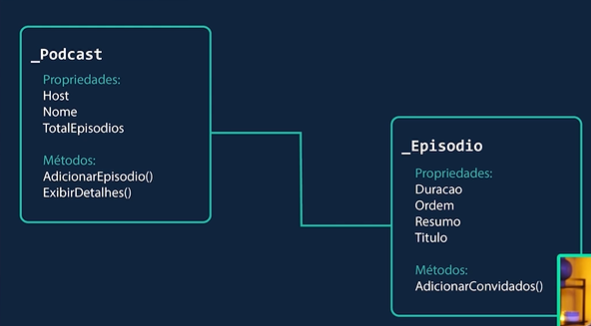 _Podcast
Propriedades:
Host
Nome
TotalEpisodios
Métodos:
AdicionarEpisodio()
ExibirDetalhes()
_Episodio
Propriedades:
Duracao
Ordem
Resumo
Titulo
Métodos:
AdicionarConvidados()